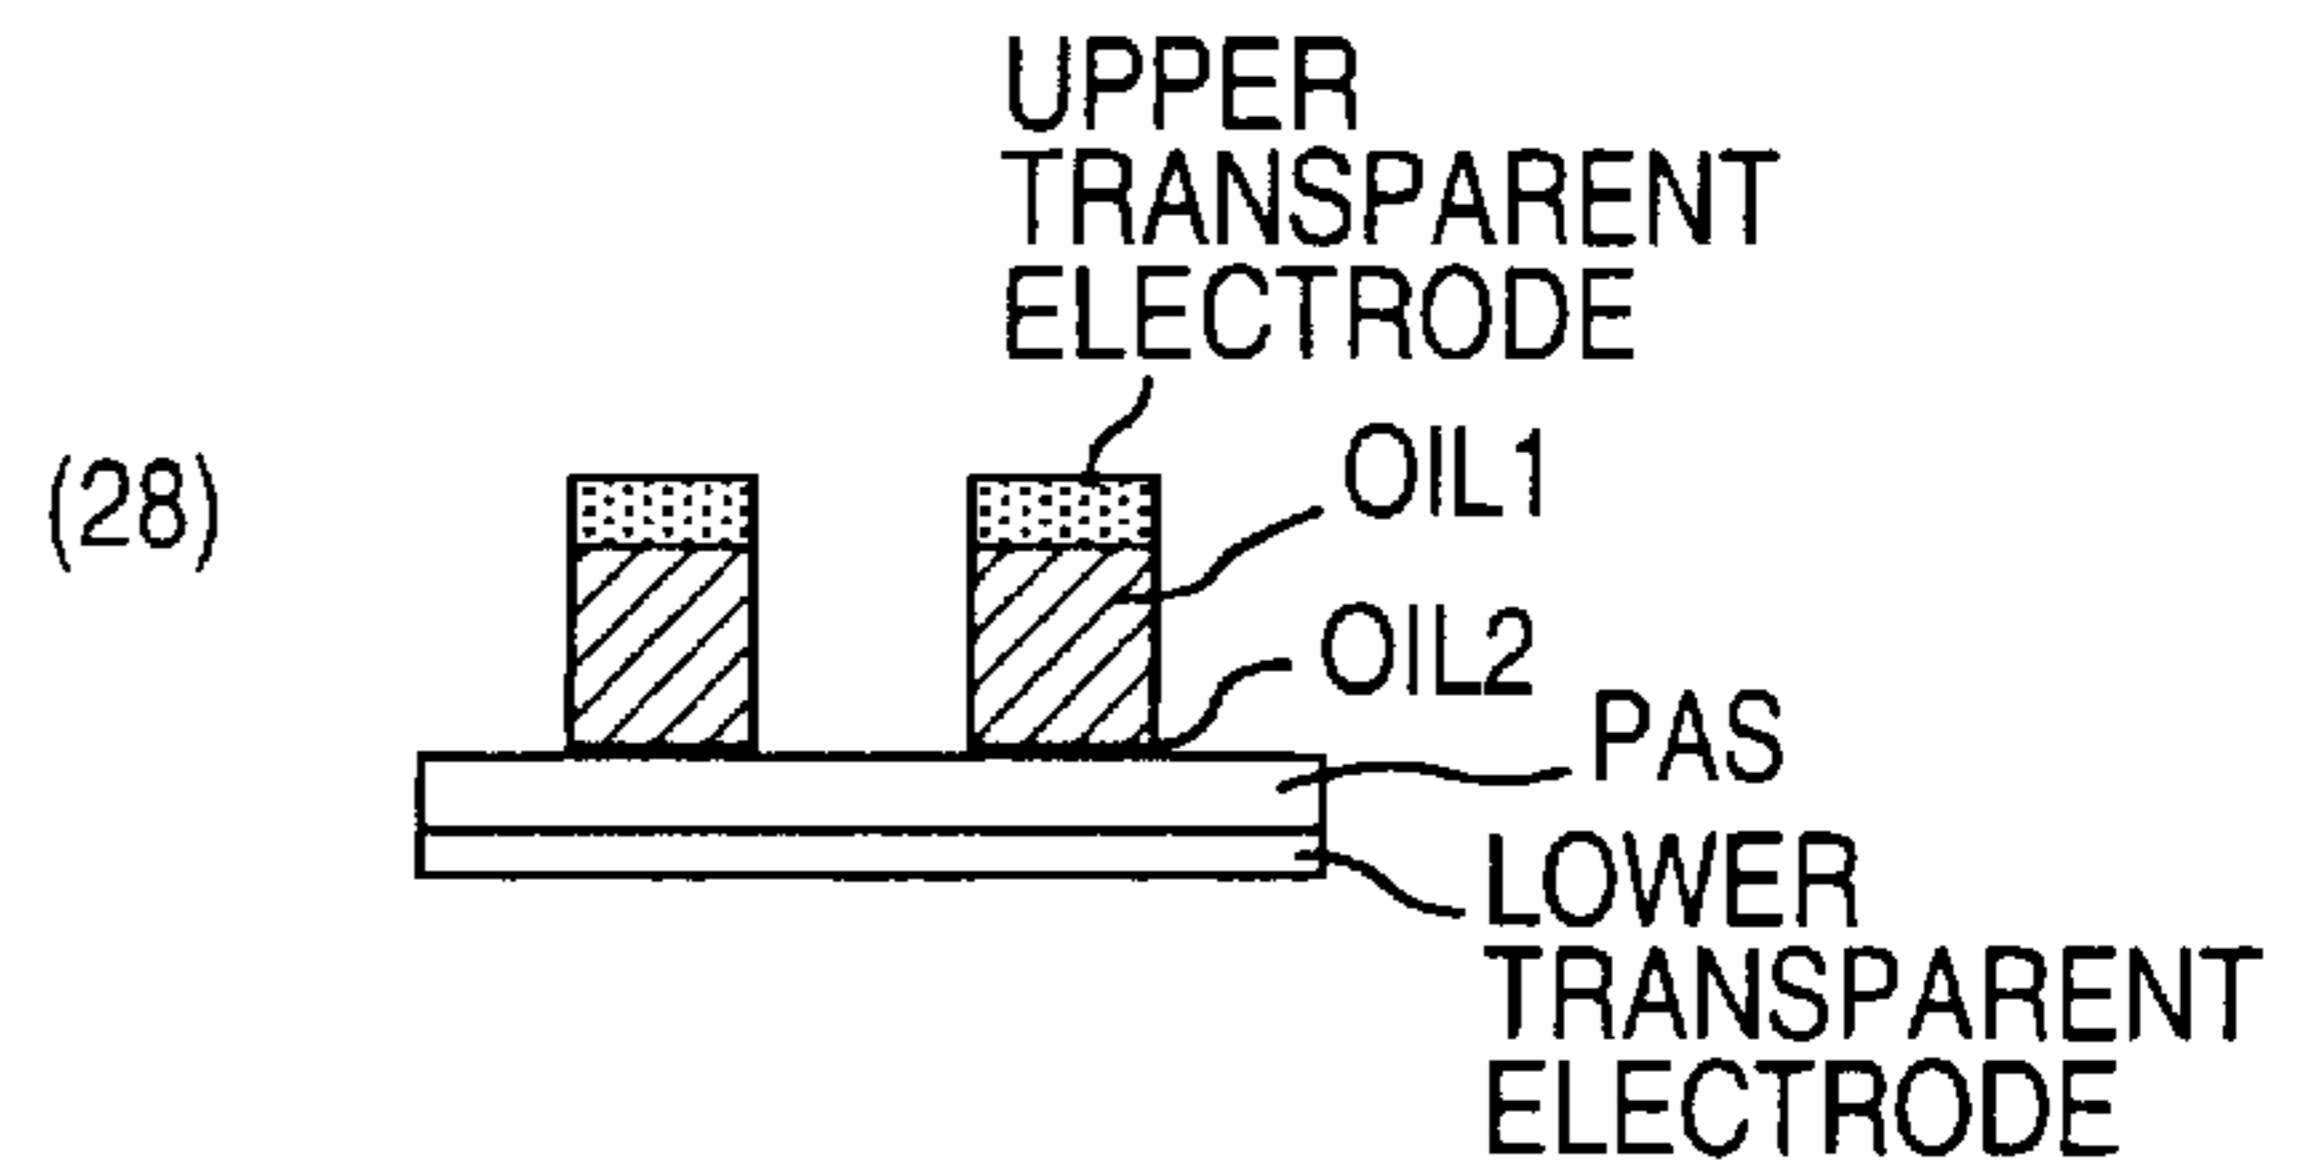 UPPER
TRANSPARENT
ELECTRODE
(28)
OIL1
OIL2
PAS
LOWER
TRANSPARENT
ELECTRODE